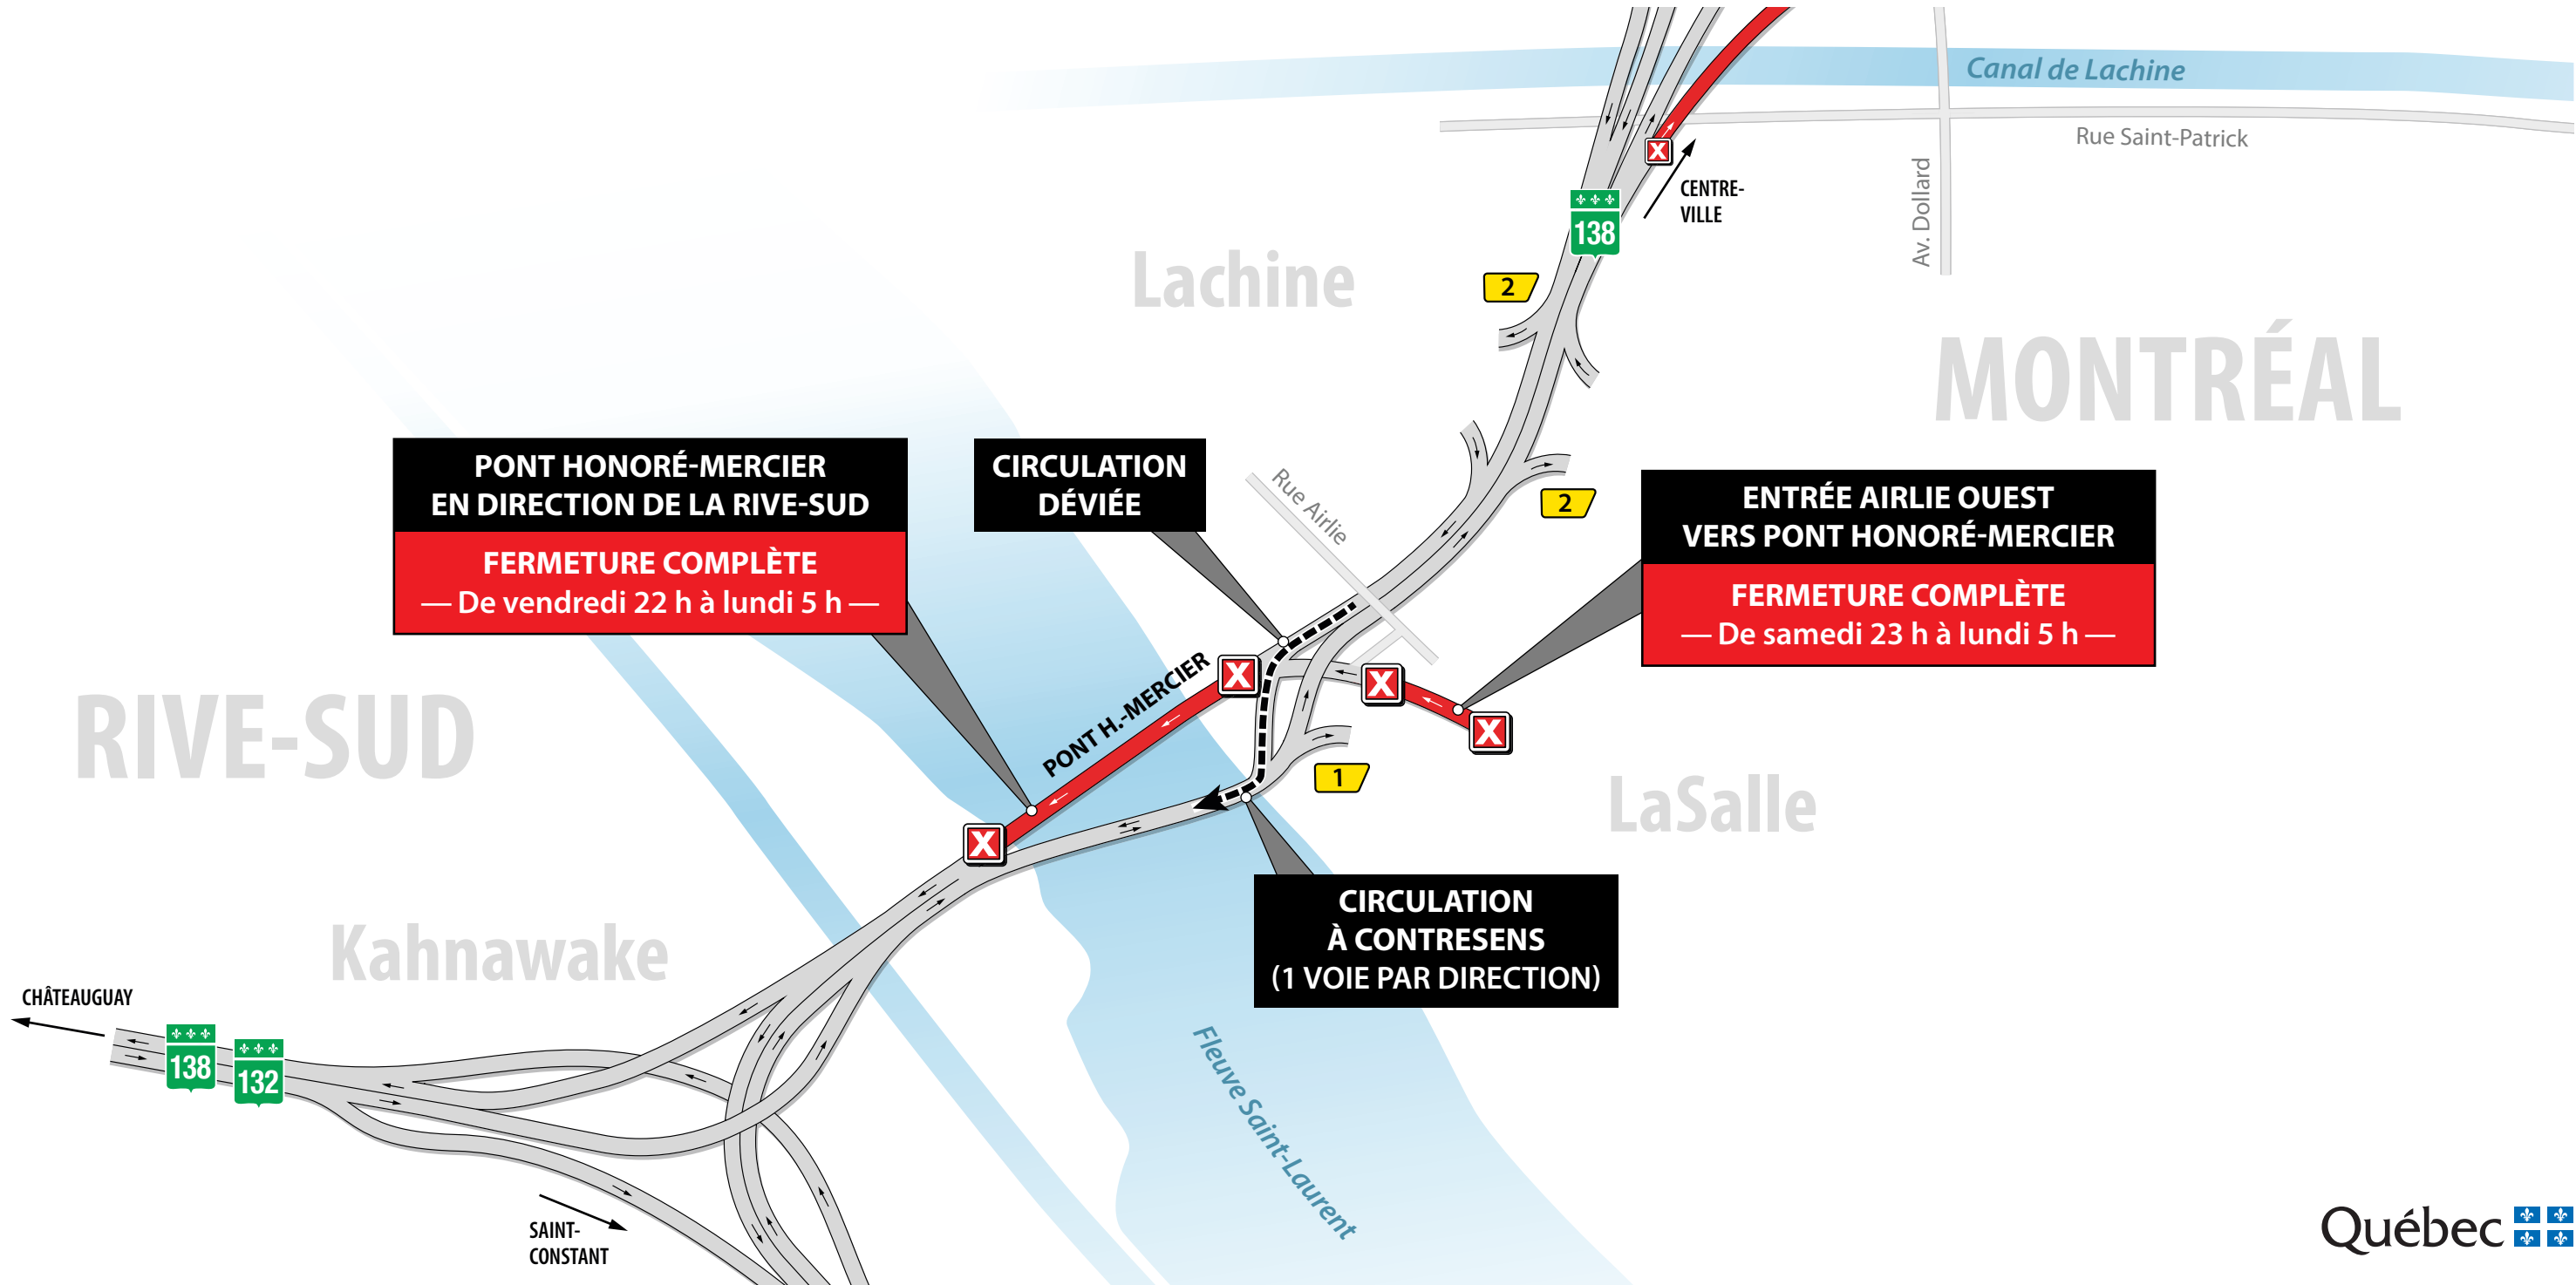 Canal de Lachine
Rue Saint-Patrick
Av. Dollard
CENTRE-
VILLE
138
2
Lachine
MONTRÉAL
PONT HONORÉ-MERCIER
EN DIRECTION DE LA RIVE-SUD
FERMETURE COMPLÈTE
— De vendredi 22 h à lundi 5 h —
CIRCULATION
DÉVIÉE
Rue Airlie
2
ENTRÉE AIRLIE OUEST
VERS PONT HONORÉ-MERCIER
FERMETURE COMPLÈTE
— De samedi 23 h à lundi 5 h —
X
X
X
X
X
PONT H.-MERCIER
RIVE-SUD
1
LaSalle
CIRCULATION
À CONTRESENS
(1 VOIE PAR DIRECTION)
Kahnawake
CHÂTEAUGUAY
138
132
Fleuve Saint-Laurent
SAINT-
CONSTANT
Québec